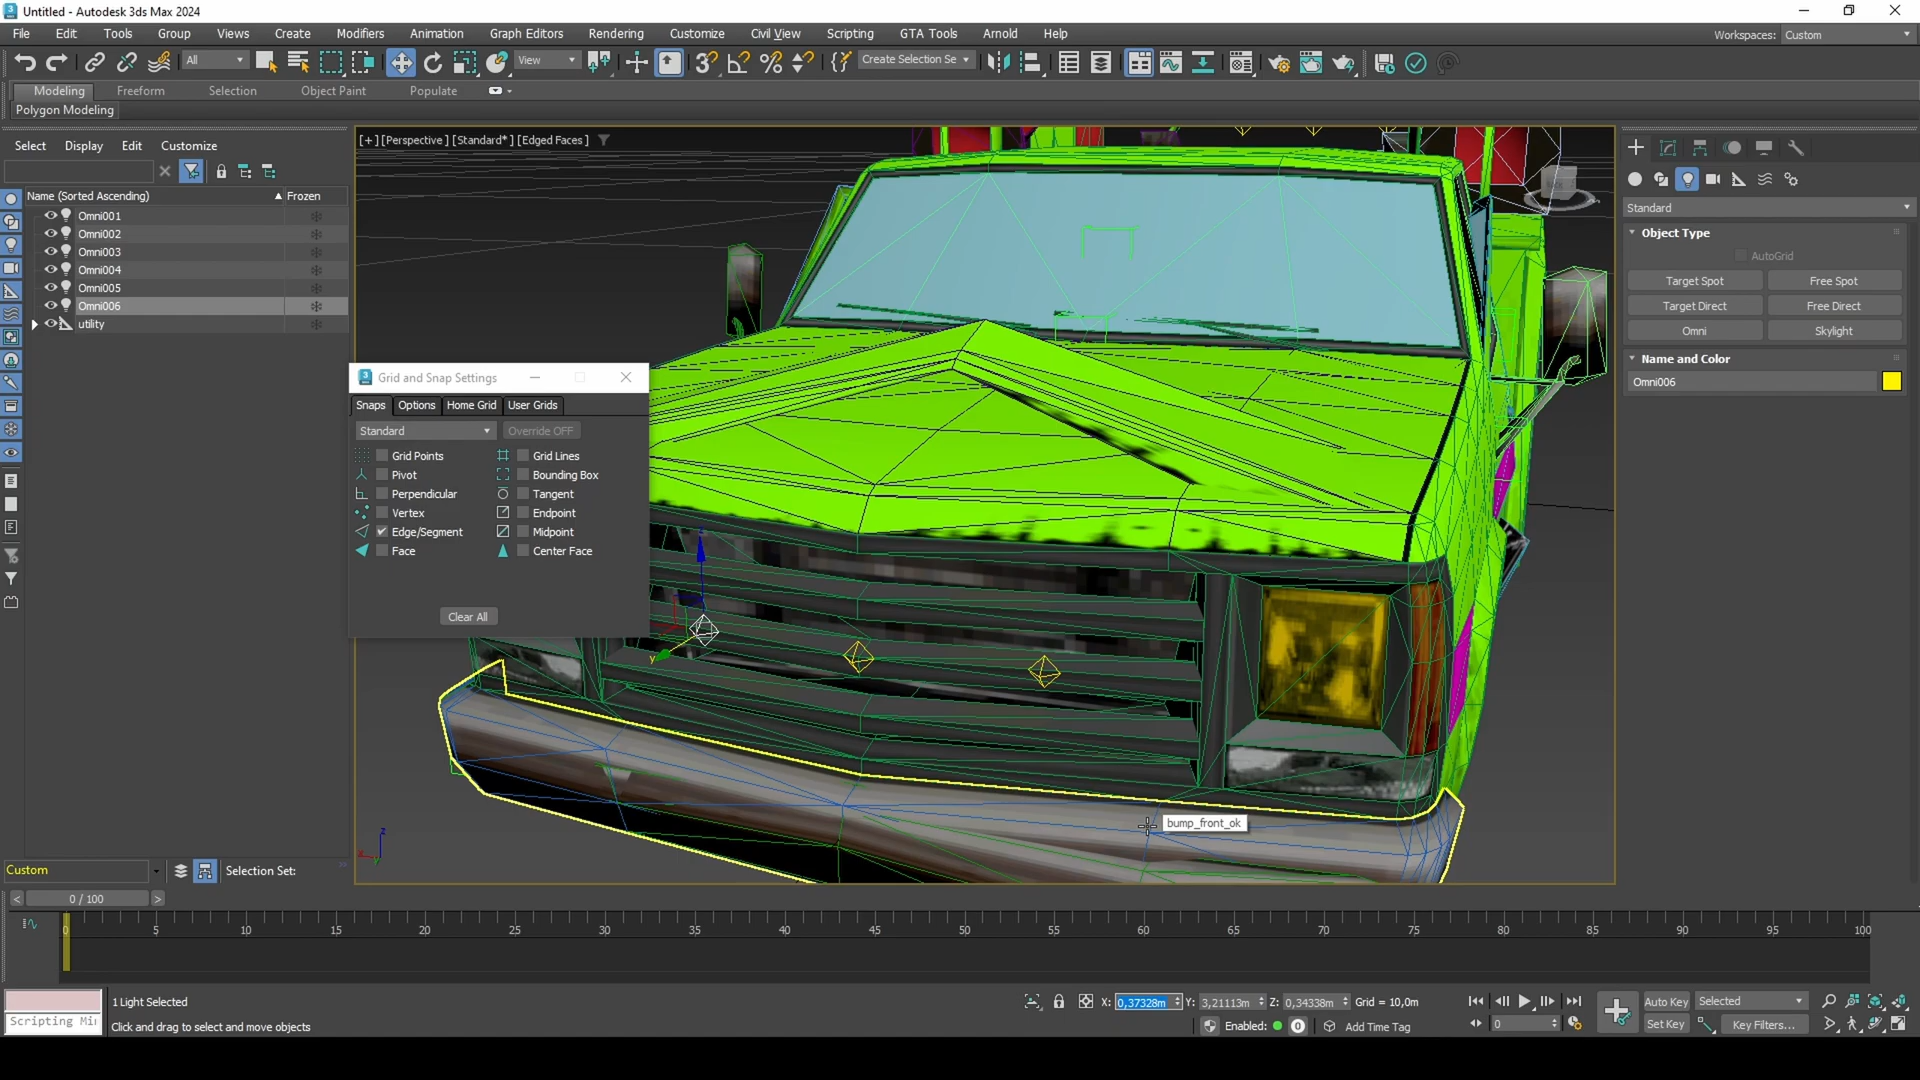 Untitled - Autodesk 3ds Max 2024
File Edit Tools Group Views Create Modifiers Animation Graph Editors Rendering Customize Civil View Scripting GTA Tools Arnold Help
Workspaces: Custom
All View Create Selection Se
Modeling Freeform Selection Object Paint Populate
Polygon Modeling
Select Display Edit Customize
[+] [Perspective] [Standard*] [Edged Faces]
Name (Sorted Ascending) Frozen
Omni001
Omni002
Omni003
Omni004
Omni005
Omni006
utility
Grid and Snap Settings
Snaps Options Home Grid User Grids
Standard Override OFF
Grid Points Grid Lines
Pivot Bounding Box
Perpendicular Tangent
Vertex Endpoint
Edge/Segment Midpoint
Face Center Face
Clear All
y
bump_front_ok
z
x
y
Standard
Object Type
AutoGrid
Target Spot Free Spot
Target Direct Free Direct
Omni Skylight
Name and Color
Omni006
Custom Selection Set:
< 0 / 100 >
0 5 10 15 20 25 30 35 40 45 50 55 60 65 70 75 80 85 90 95 100
1 Light Selected
Scripting Mi
Click and drag to select and move objects
X: 0,37328m Y: 3,21113m Z: 0,34338m Grid = 10,0m
Enabled: 0 Add Time Tag
Auto Key Selected
0 Set Key Key Filters...